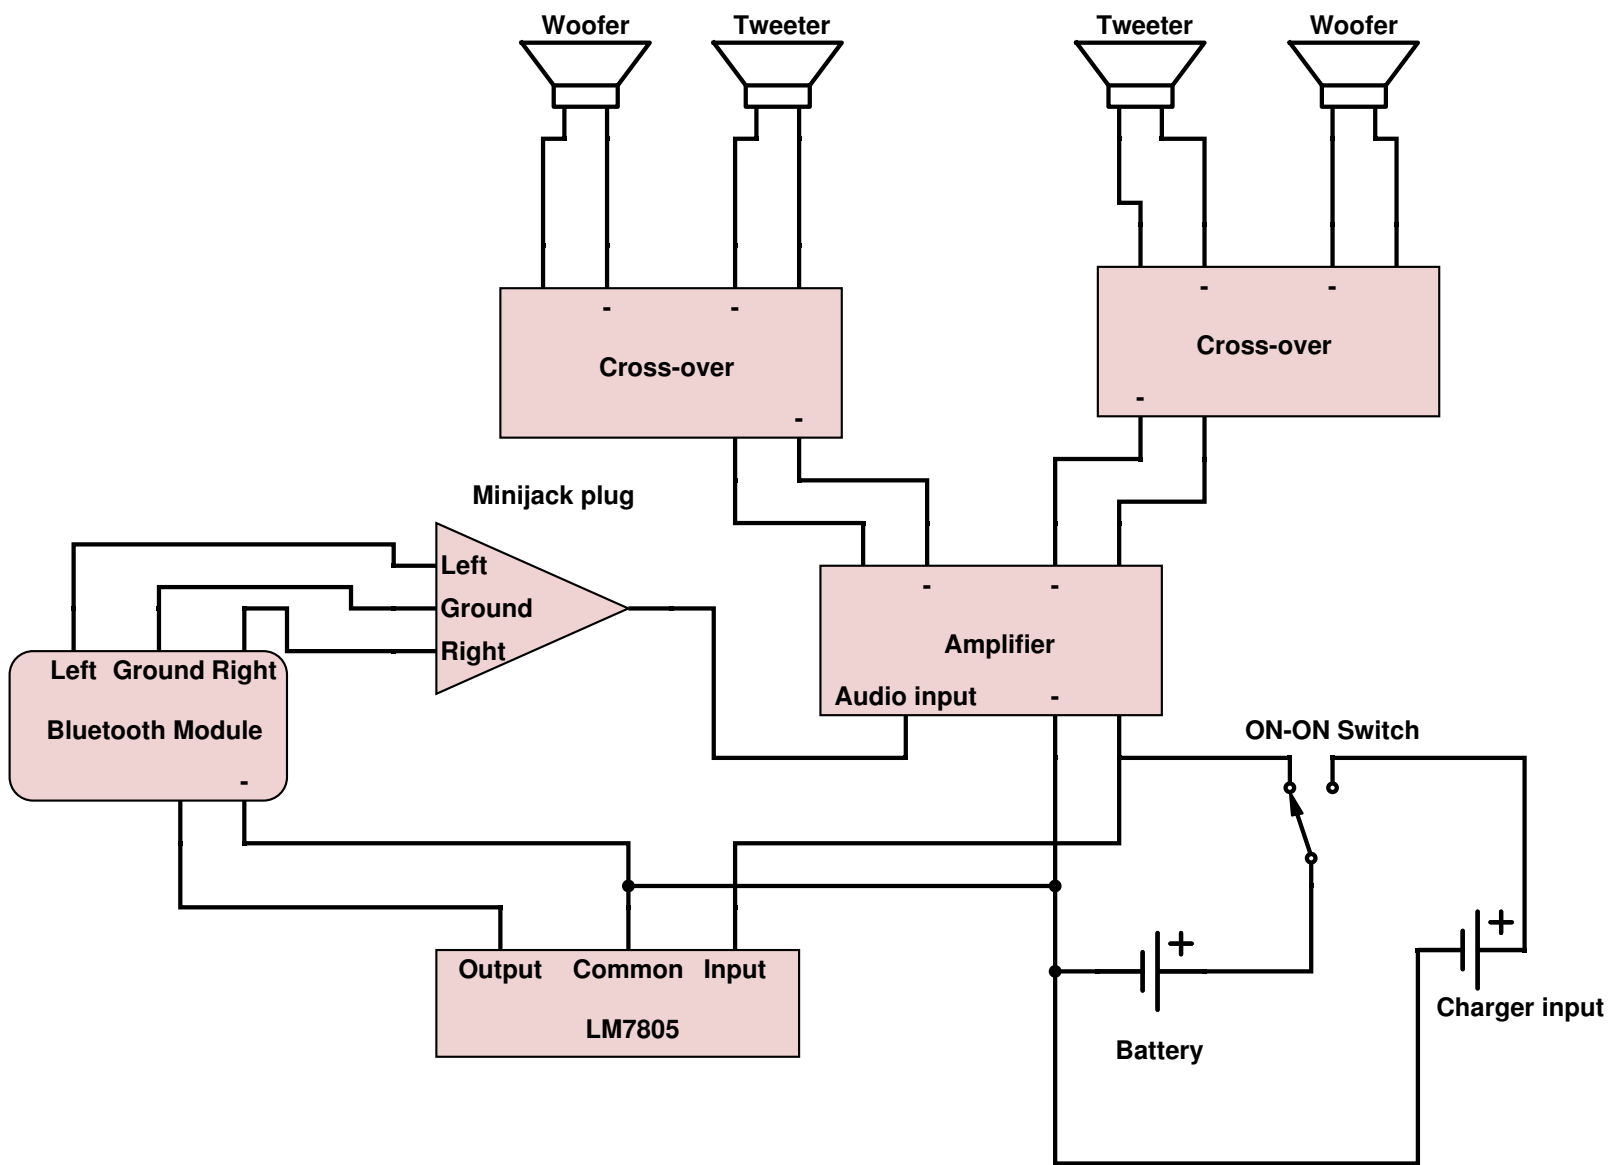 Woofer
Tweeter
Tweeter
Woofer
-
-
-
-
Cross-over
Cross-over
-
-
Minijack plug
Left
Ground
Right
-
-
Amplifier
Audio input
-
Left
Ground
Right
Bluetooth Module
-
ON-ON Switch
+
+
Output
Common
Input
LM7805
Charger input
Battery